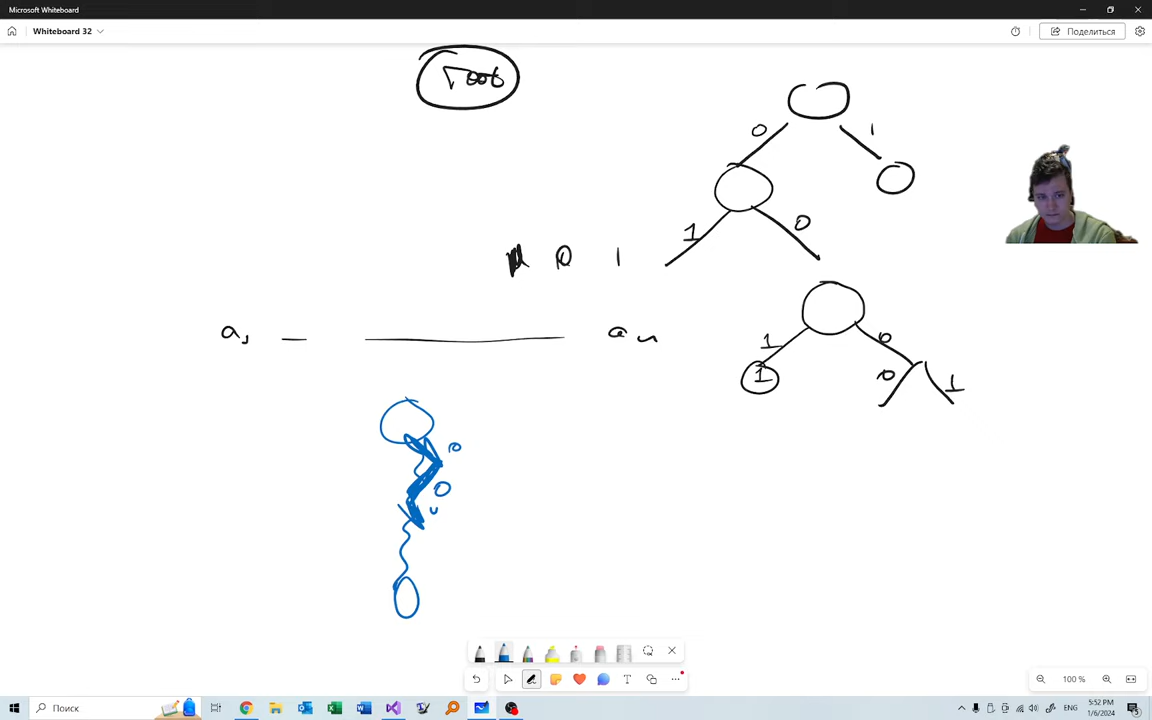 Microsoft Whiteboard
Whiteboard 32
Поделиться
root
0 1
1 0
0 1
a₁ — —— aₙ
1 0
1 0 1
0
0
100 %
Поиск
ENG
5:52 PM
1/6/2024